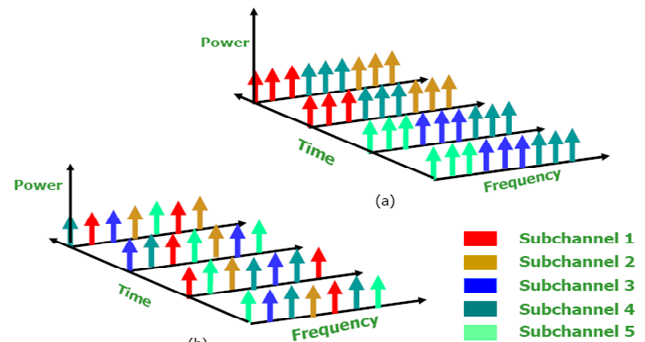 Power
Time
Frequency
(a)
Power
Time
Frequency
(b)
Subchannel 1
Subchannel 2
Subchannel 3
Subchannel 4
Subchannel 5